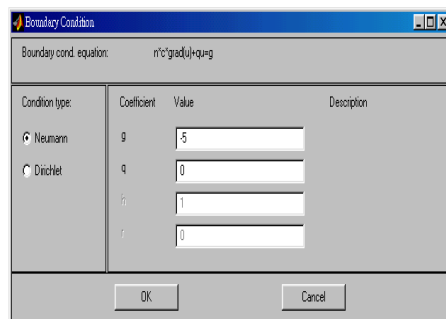 Boundary Condition
Boundary cond. equation: n*c*grad(u)+qu=g
Condition type: Coefficient Value Description
Neumann g -5
Dirichlet q 0
h 1
r 0
OK Cancel